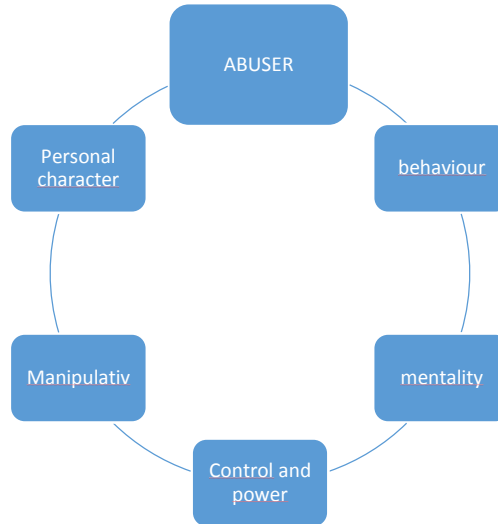 ABUSER
behaviour
mentality
Control and
power
Manipulativ
Personal
character